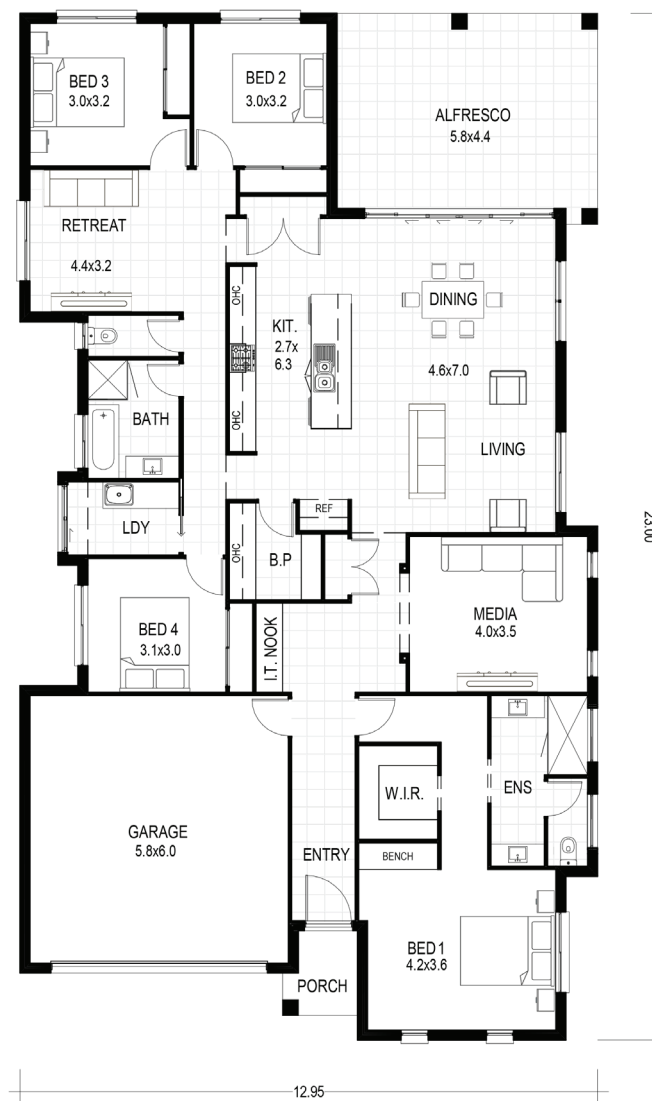 BED 3
3.0x3.2
BED 2
3.0x3.2
ALFRESCO
5.8x4.4
RETREAT
4.4x3.2
OHC
KIT.
2.7x
6.3
DINING
4.6x7.0
OHC
BATH
LIVING
23.00
REF
LDY
OHC
B.P
BED 4
3.1x3.0
I.T. NOOK
MEDIA
4.0x3.5
ENS
W.I.R.
GARAGE
5.8x6.0
ENTRY
BENCH
BED 1
4.2x3.6
PORCH
12.95